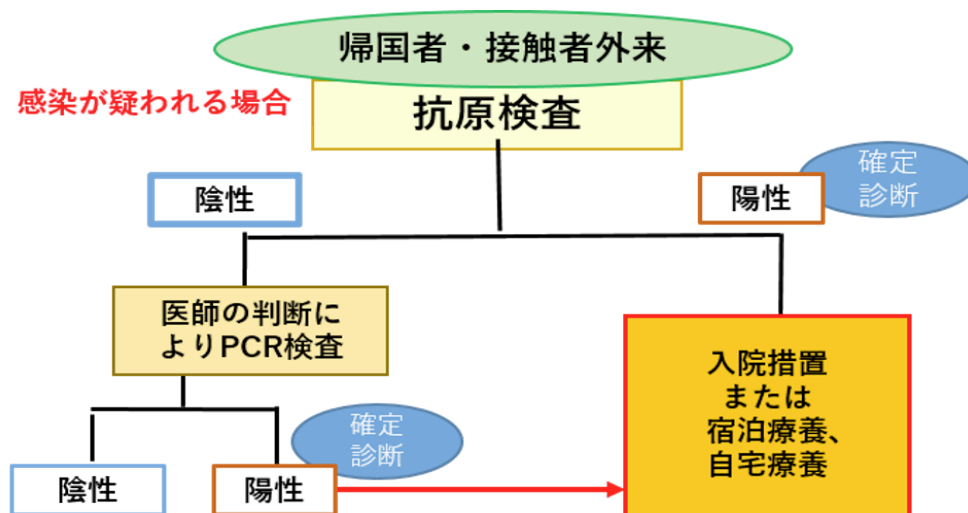 帰国者・接触者外来
感染が疑われる場合
抗原検査
陰性
陽性
確定
診断
医師の判断に
よりPCR検査
入院措置
または
宿泊療養、
自宅療養
陰性
陽性
確定
診断